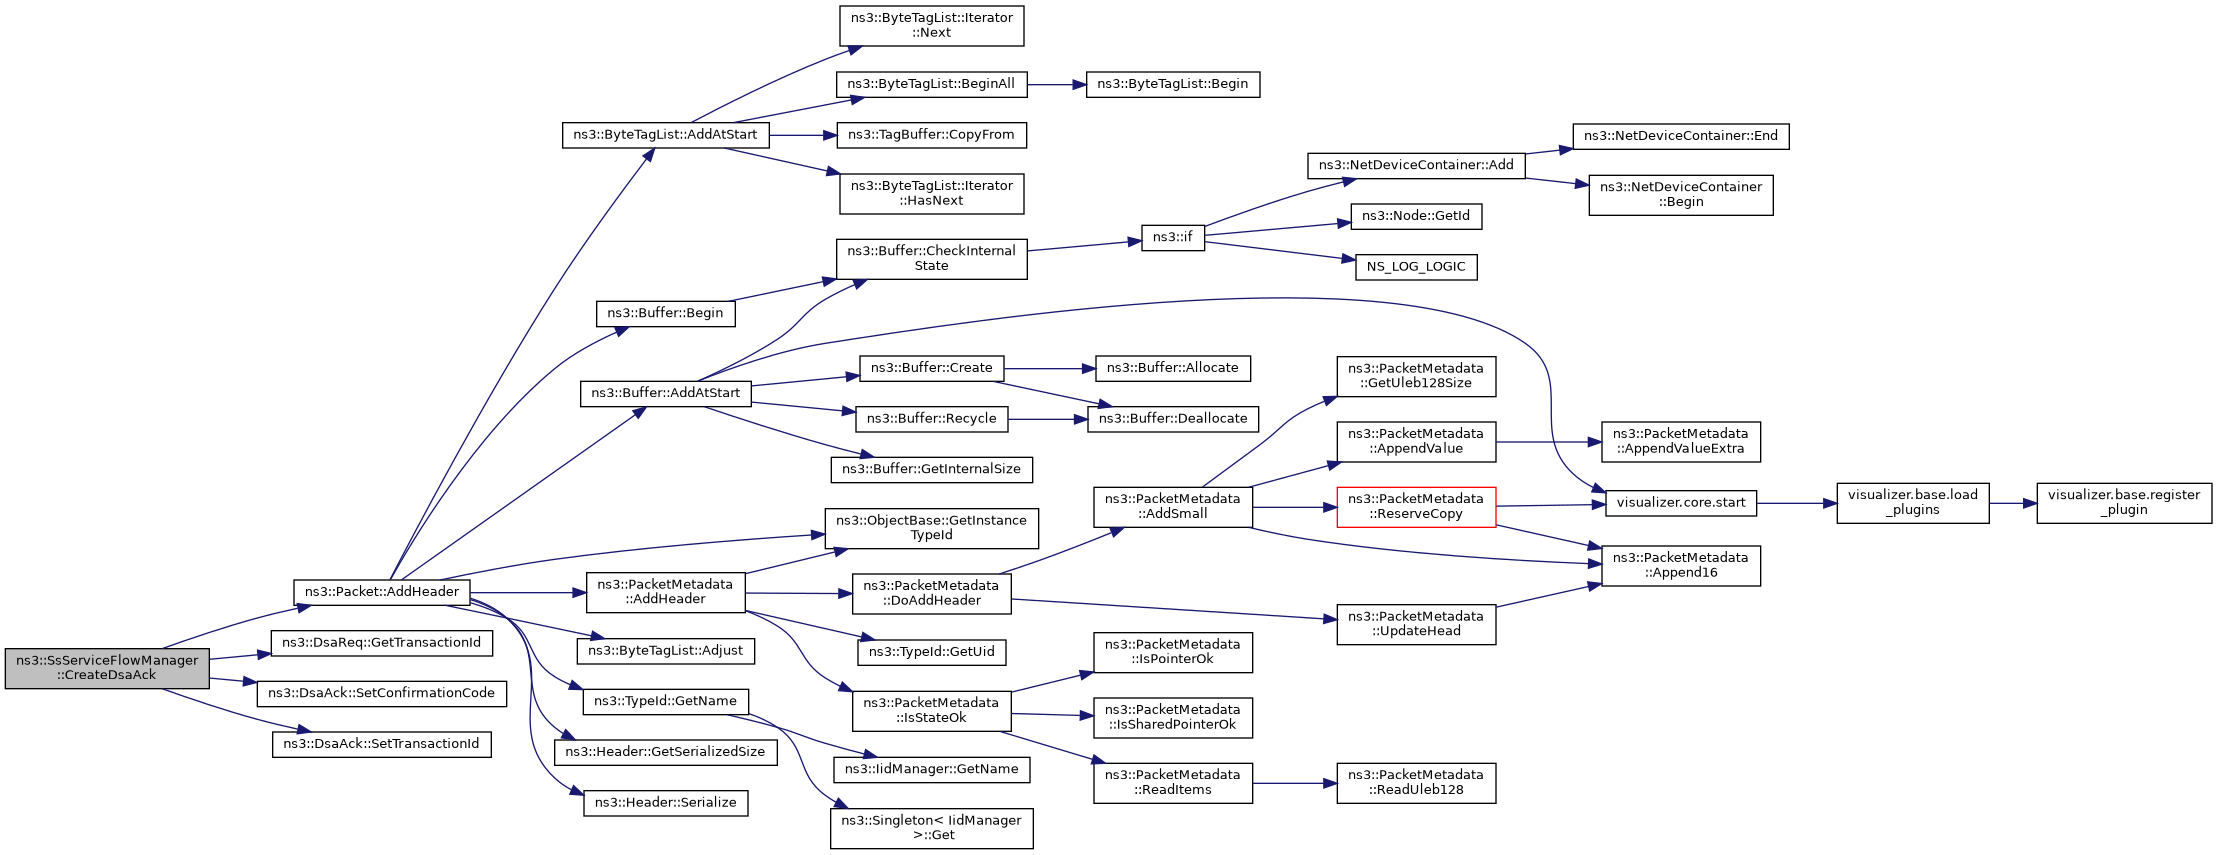 ns3::SsServiceFlowManager
::CreateDsaAck
ns3::Packet::AddHeader
ns3::DsaReq::GetTransactionId
ns3::DsaAck::SetConfirmationCode
ns3::DsaAck::SetTransactionId
ns3::ByteTagList::AddAtStart
ns3::Buffer::Begin
ns3::Buffer::AddAtStart
ns3::PacketMetadata
::AddHeader
ns3::ByteTagList::Adjust
ns3::TypeId::GetName
ns3::Header::GetSerializedSize
ns3::Header::Serialize
ns3::ByteTagList::Iterator
::Next
ns3::ByteTagList::BeginAll
ns3::TagBuffer::CopyFrom
ns3::ByteTagList::Iterator
::HasNext
ns3::Buffer::CheckInternal
State
ns3::Buffer::Create
ns3::Buffer::Recycle
ns3::Buffer::GetInternalSize
ns3::ObjectBase::GetInstance
TypeId
ns3::PacketMetadata
::DoAddHeader
ns3::TypeId::GetUid
ns3::PacketMetadata
::IsStateOk
ns3::IidManager::GetName
ns3::Singleton< IidManager
>::Get
ns3::ByteTagList::Begin
ns3::if
ns3::Buffer::Allocate
ns3::Buffer::Deallocate
ns3::PacketMetadata
::AddSmall
ns3::PacketMetadata
::IsPointerOk
ns3::PacketMetadata
::IsSharedPointerOk
ns3::PacketMetadata
::ReadItems
ns3::NetDeviceContainer::Add
ns3::Node::GetId
NS_LOG_LOGIC
ns3::PacketMetadata
::GetUleb128Size
ns3::PacketMetadata
::AppendValue
ns3::PacketMetadata
::ReserveCopy
ns3::PacketMetadata
::UpdateHead
ns3::PacketMetadata
::ReadUleb128
ns3::NetDeviceContainer::End
ns3::NetDeviceContainer
::Begin
ns3::PacketMetadata
::AppendValueExtra
visualizer.core.start
ns3::PacketMetadata
::Append16
visualizer.base.load
_plugins
visualizer.base.register
_plugin